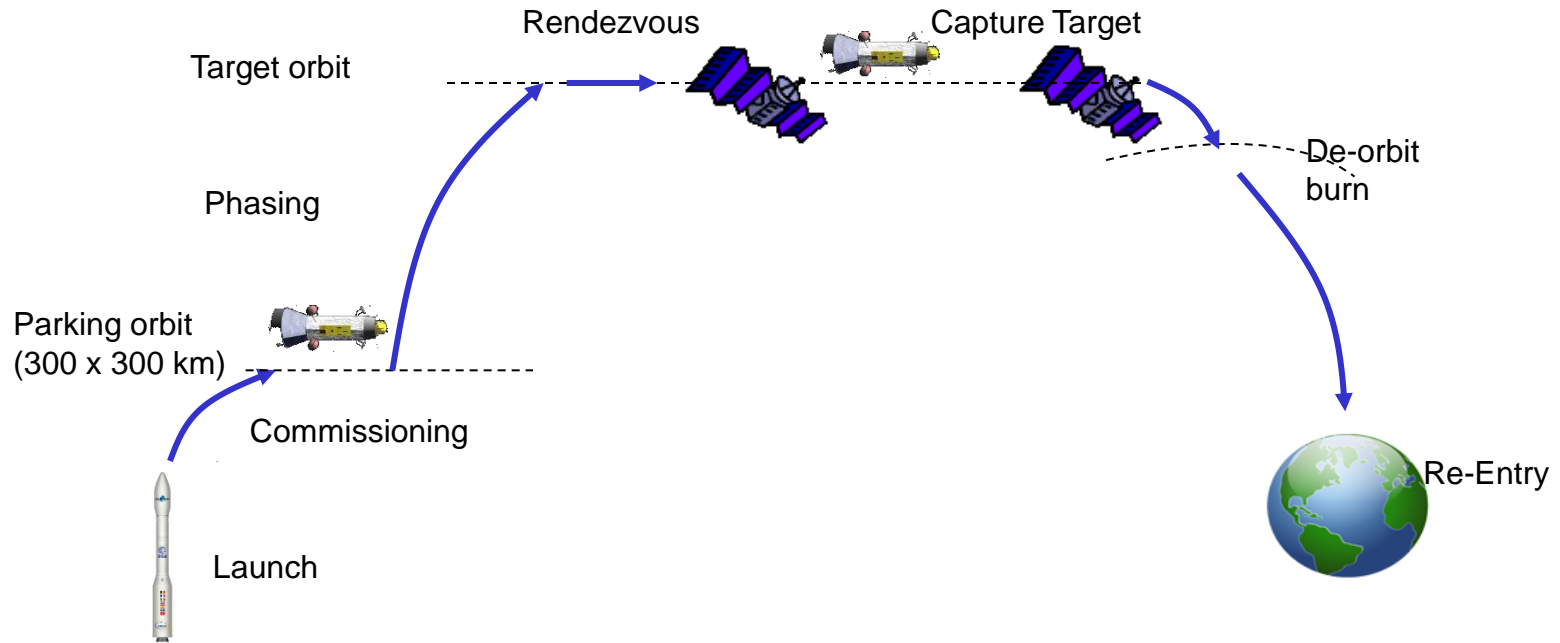 Rendezvous
Capture Target
Target orbit
De-orbit
burn
Phasing
Parking orbit
(300 x 300 km)
Commissioning
Re-Entry
Launch